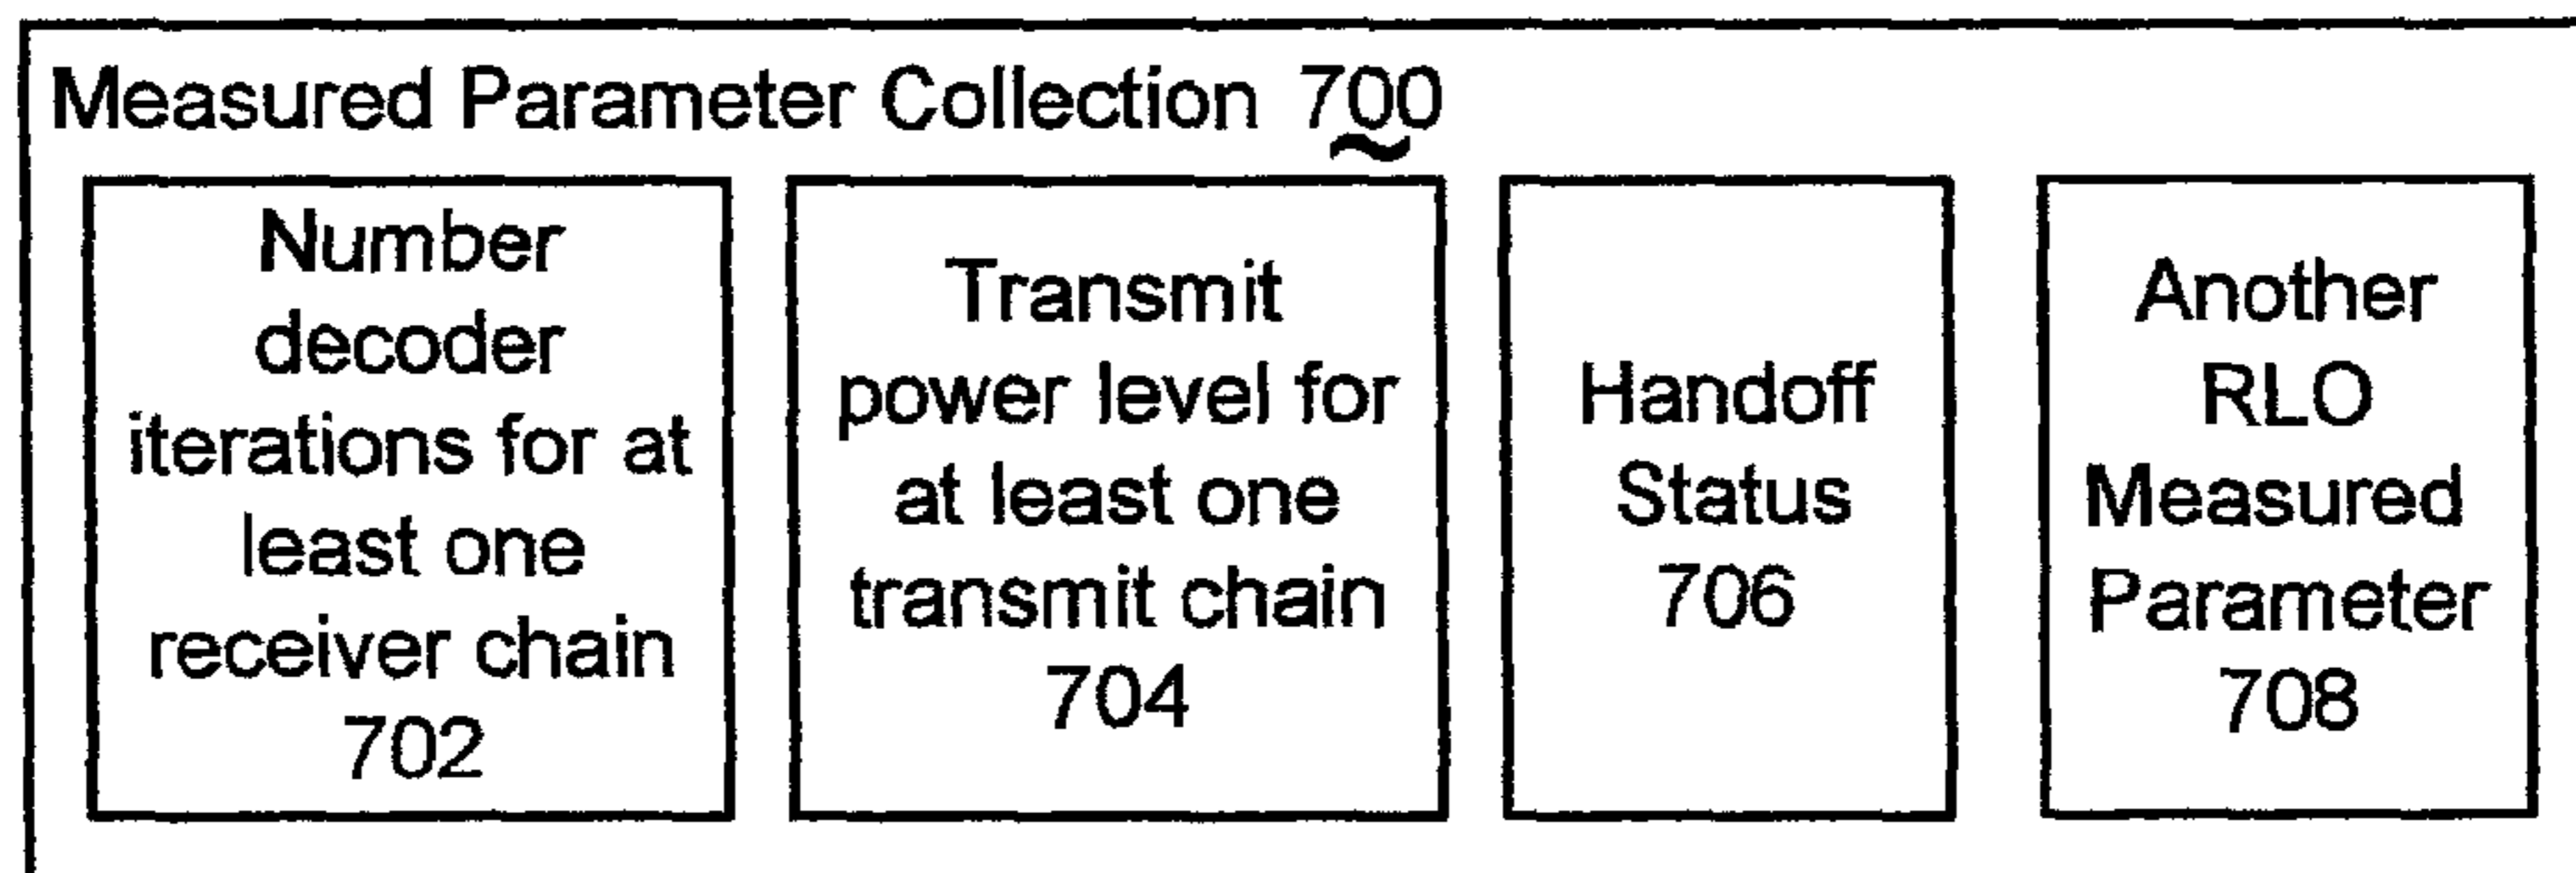 Measured Parameter Collection 700
Number
decoder
iterations for at
least one
receiver chain
702
Transmit
power level for
at least one
transmit chain
704
Handoff
Status
706
Another
RLO
Measured
Parameter
708